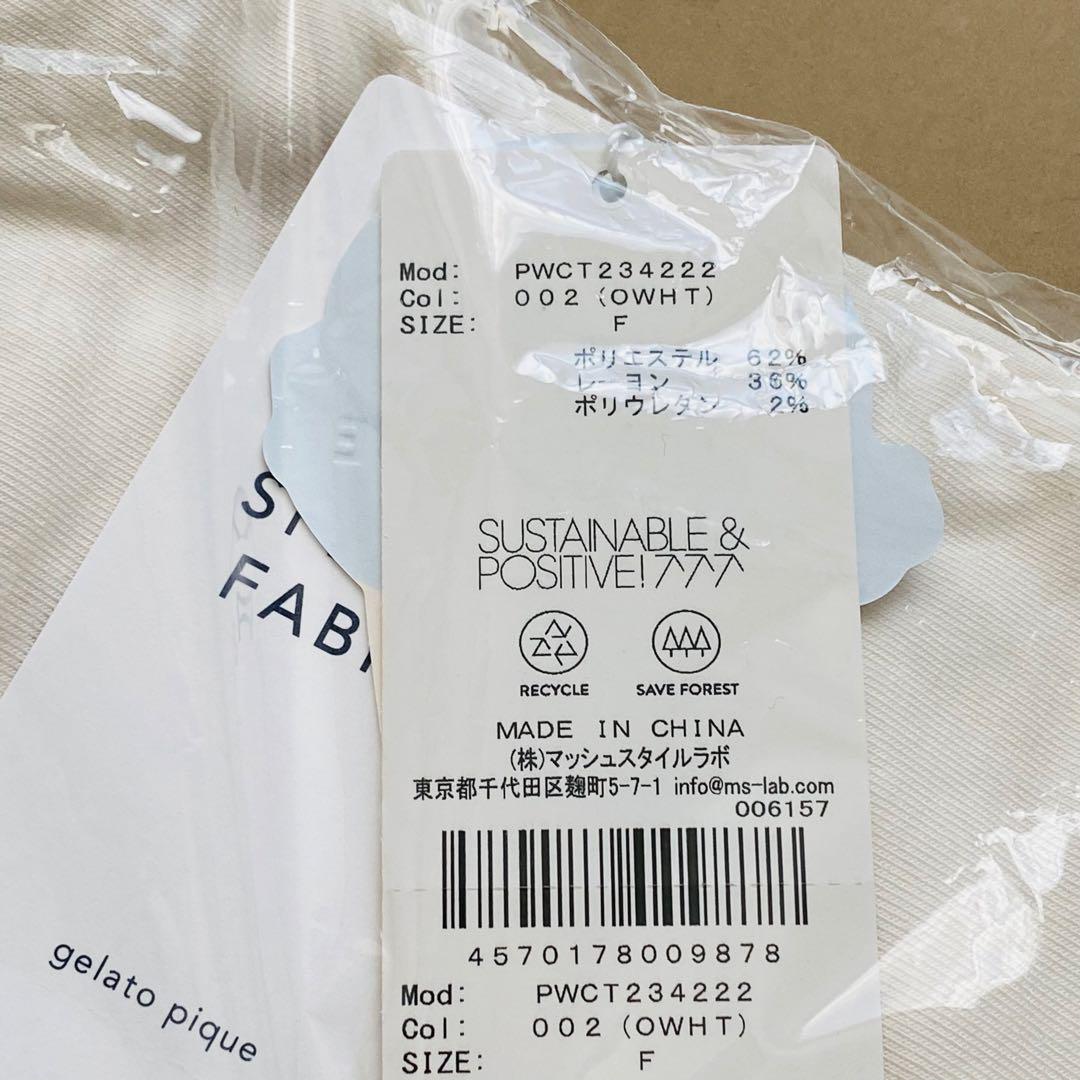 Mod: PWCT234222
Col: 002 (OWHT)
SIZE: F
ポリエステル 62%
レーヨン 36%
ポリウレタン 2%
SUSTAINABLE &
POSITIVE!
RECYCLE
SAVE FOREST
MADE IN CHINA
(株)マッシュスタイルラボ
東京都千代田区麹町5-7-1 info@ms-lab.com
006157
4570178009878
Mod: PWCT234222
Col: 002 (OWHT)
SIZE: F
gelato pique